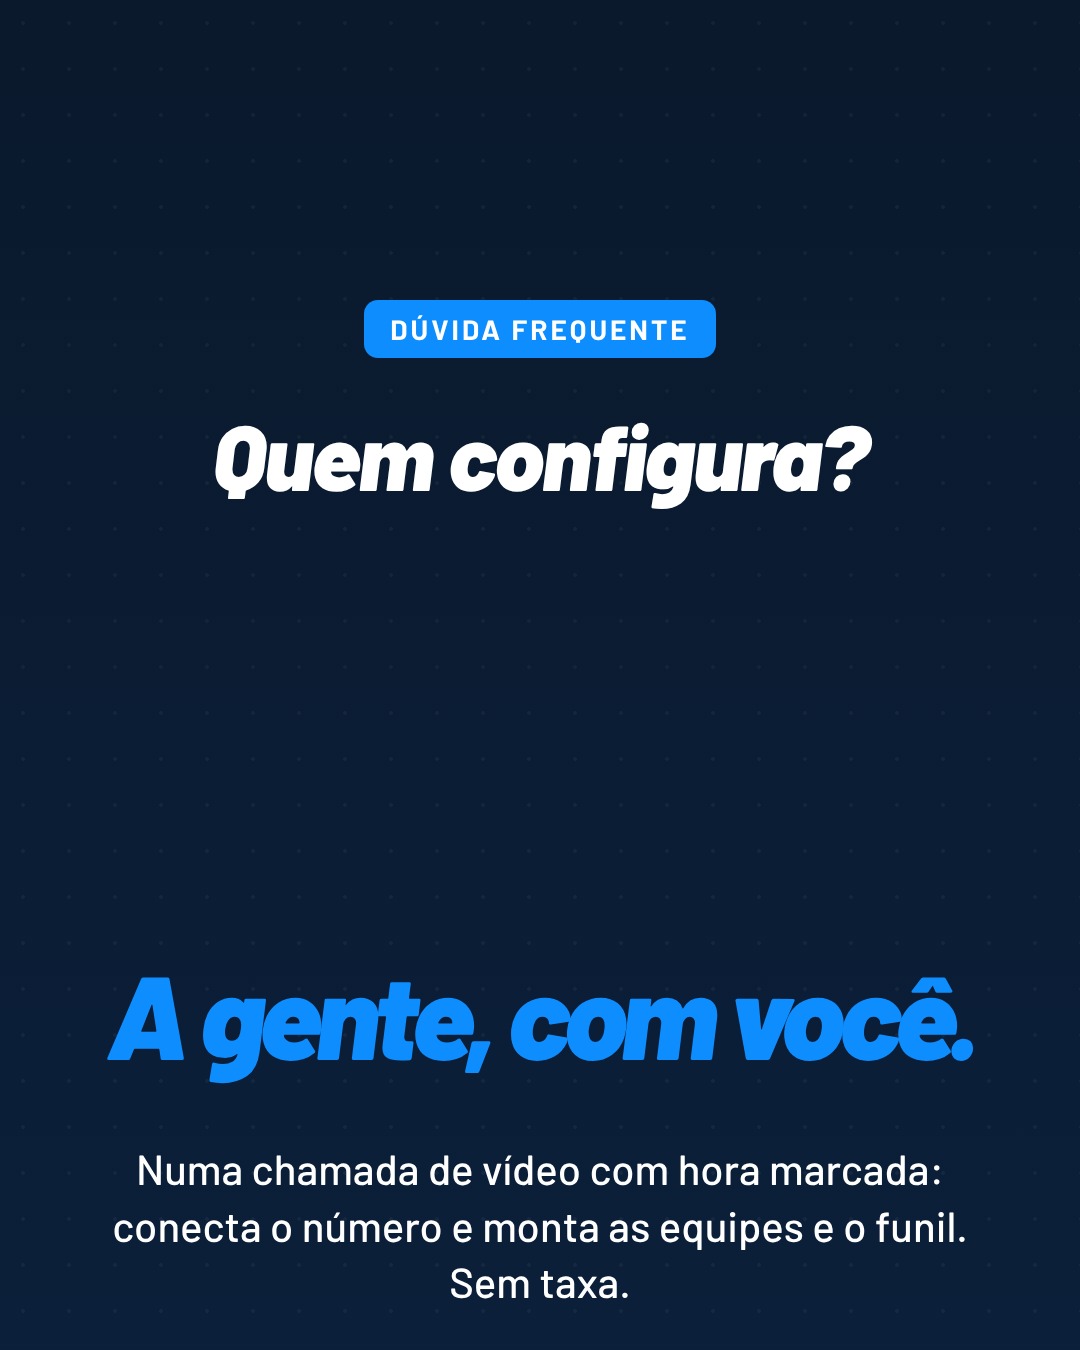 DÚVIDA FREQUENTE
Quem configura?
A gente, com você.
Numa chamada de vídeo com hora marcada:
conecta o número e monta as equipes e o funil.
Sem taxa.